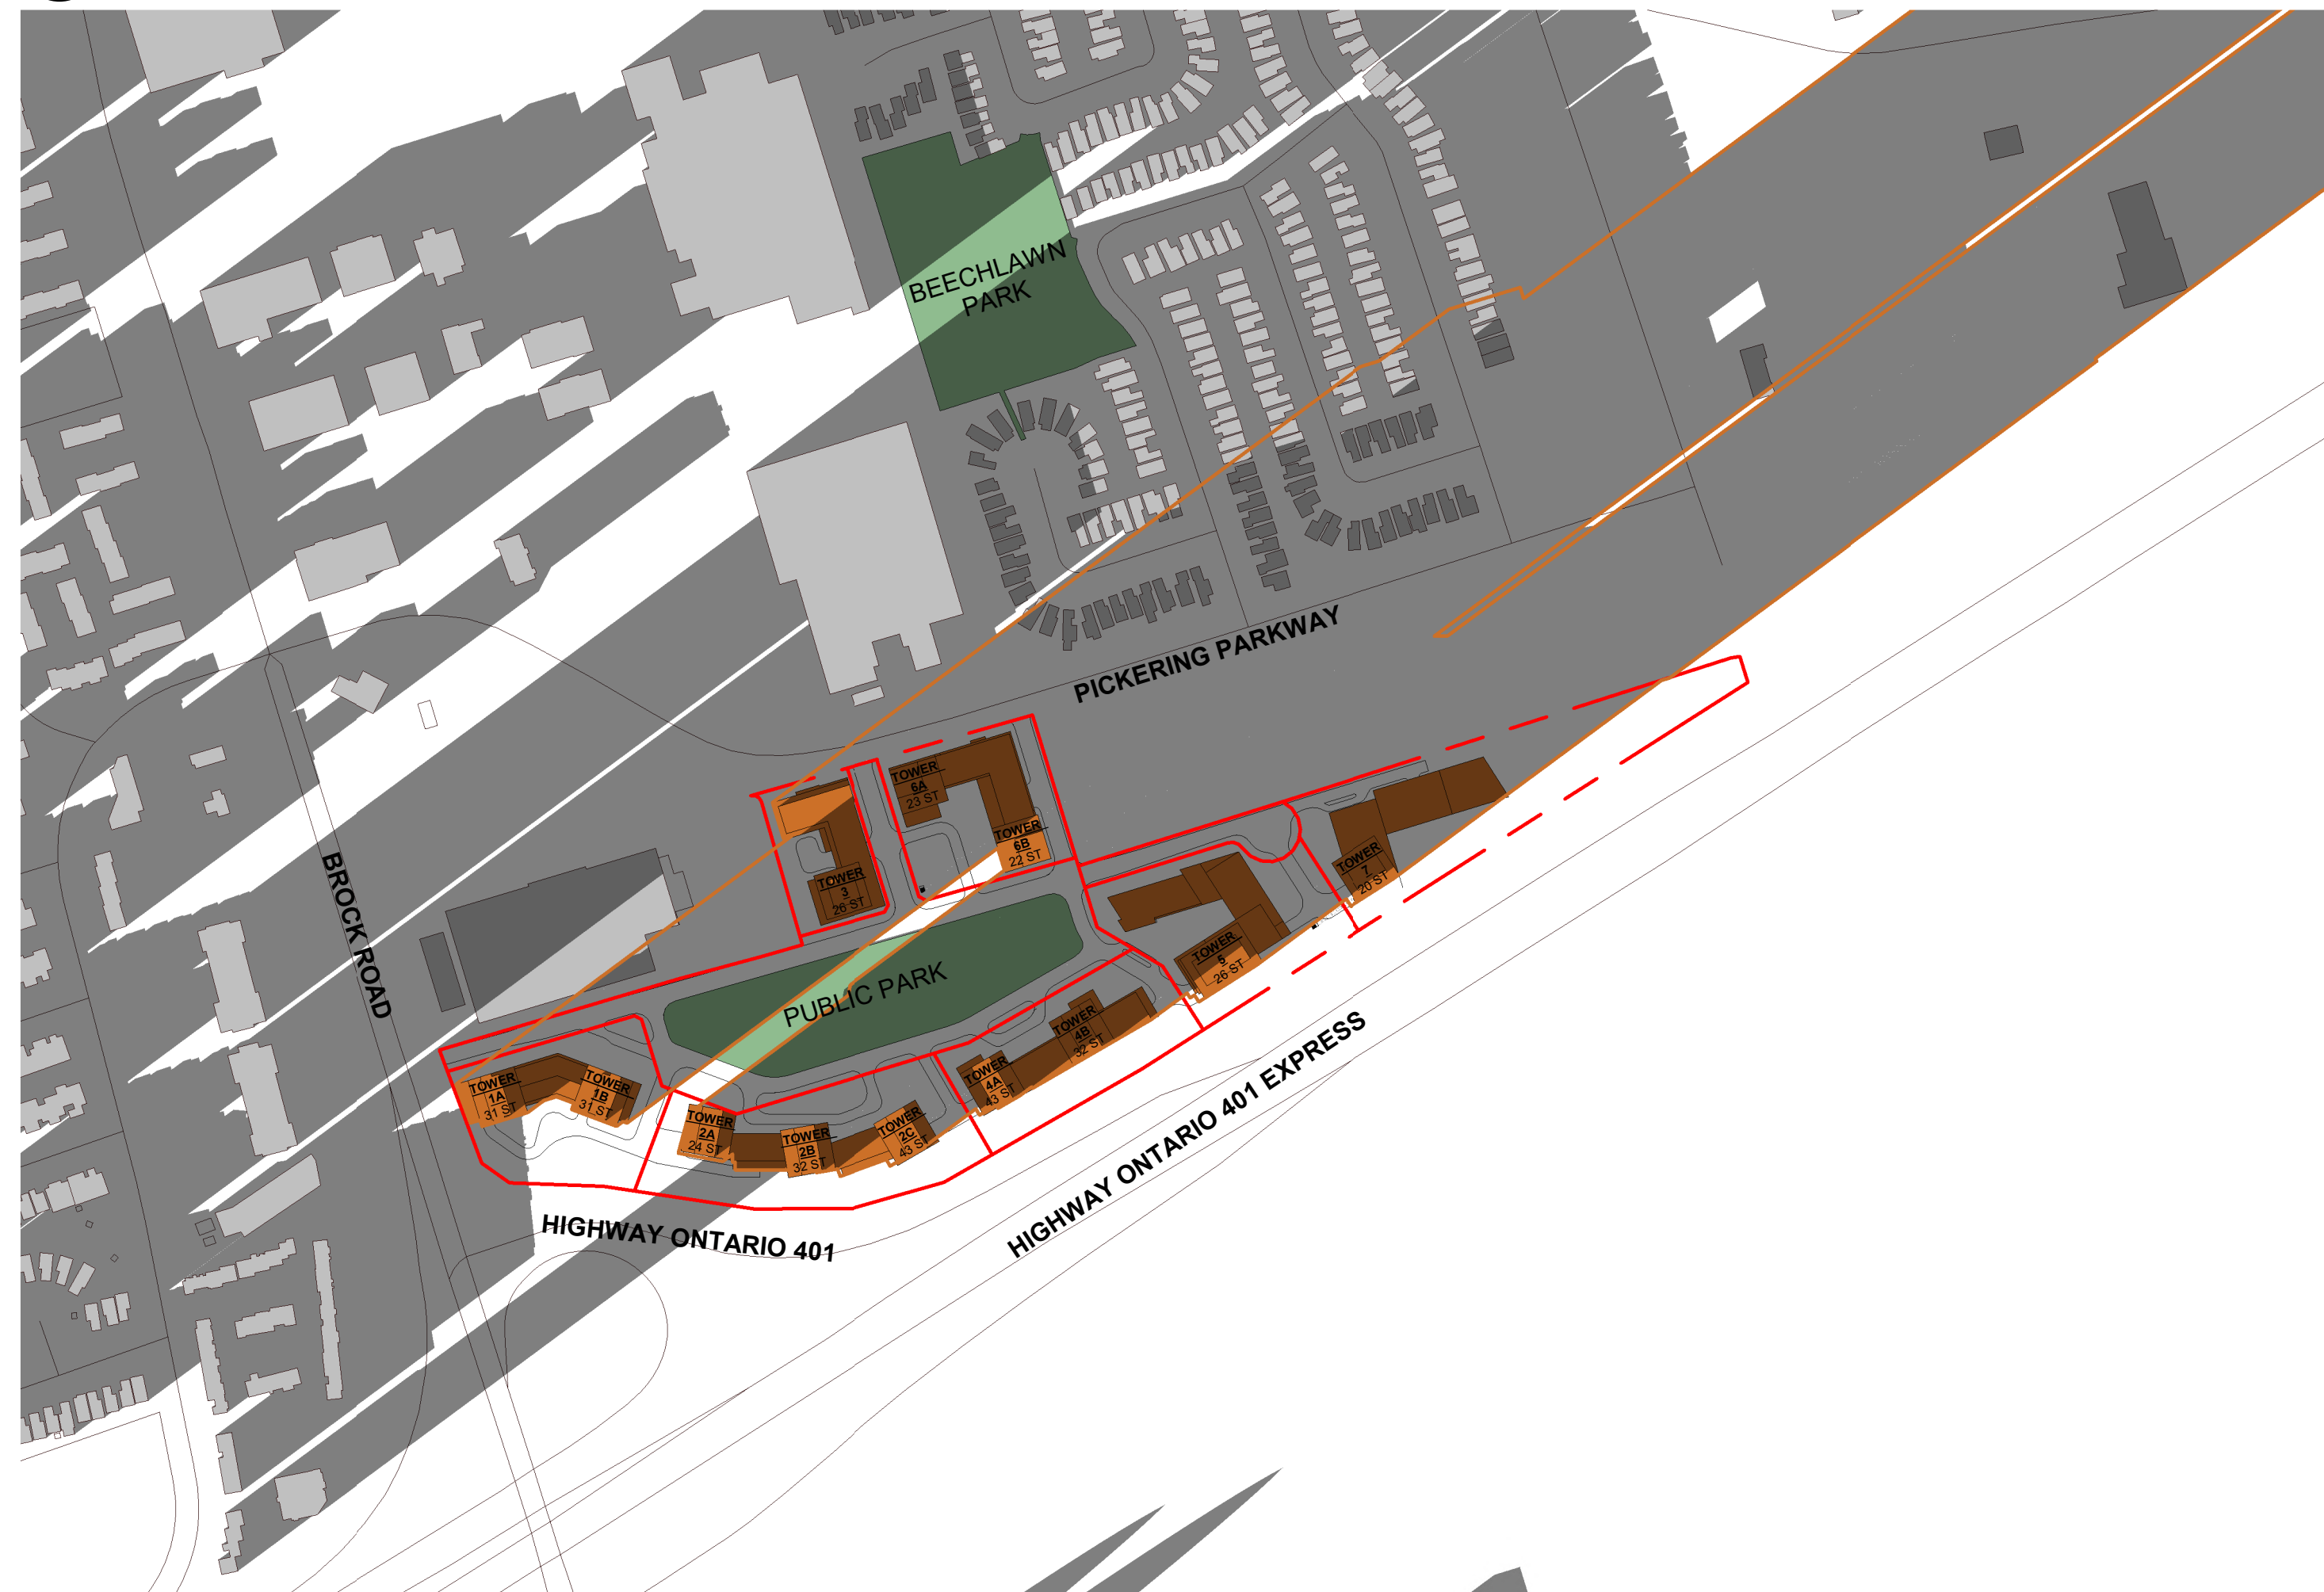 BEECHLAWN
PARK
PICKERING PARKWAY
TOWER
6A
23 ST
TOWER
6B
22 ST
TOWER
3
26 ST
TOWER
7
20 ST
BROCK ROAD
TOWER
5
26 ST
PUBLIC PARK
TOWER
4B
32 ST
TOWER
4A
43 ST
TOWER
1A
31 ST
TOWER
1B
31 ST
TOWER
2A
24 ST
TOWER
2B
32 ST
TOWER
2C
43 ST
HIGHWAY ONTARIO 401
HIGHWAY ONTARIO 401 EXPRESS